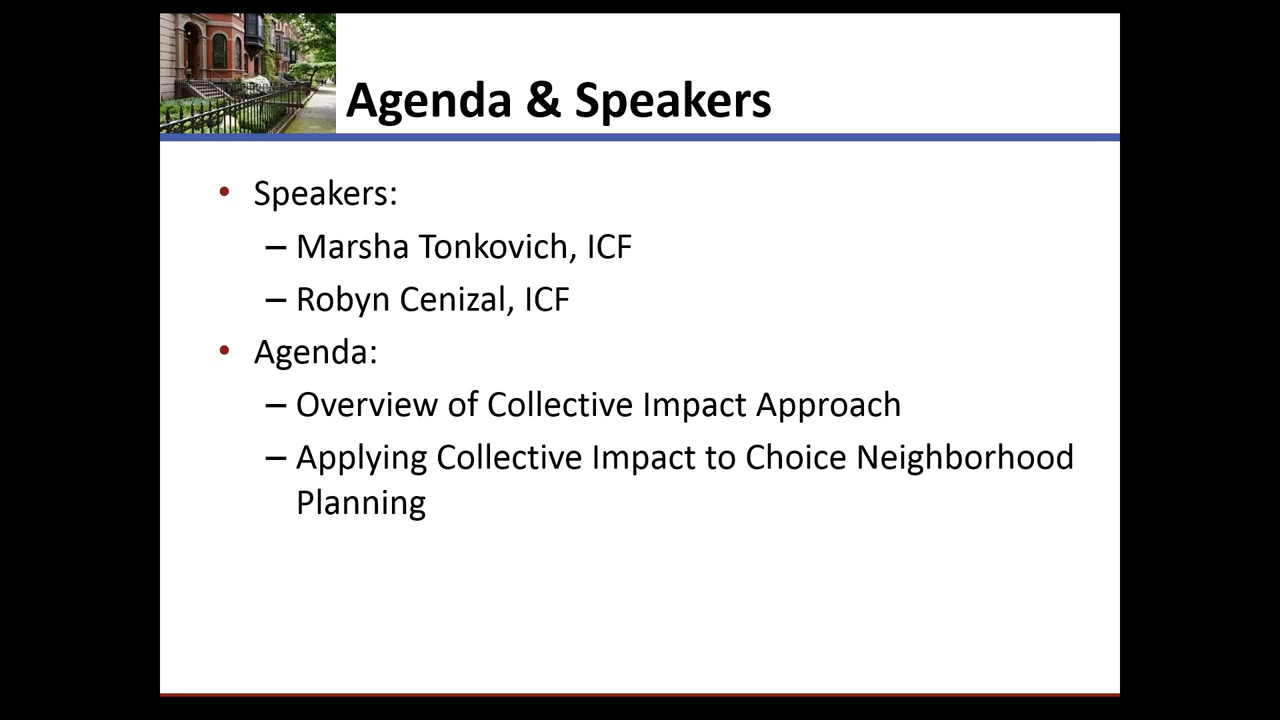 Agenda & Speakers
• Speakers:
– Marsha Tonkovich, ICF
– Robyn Cenizal, ICF
• Agenda:
– Overview of Collective Impact Approach
– Applying Collective Impact to Choice Neighborhood
Planning